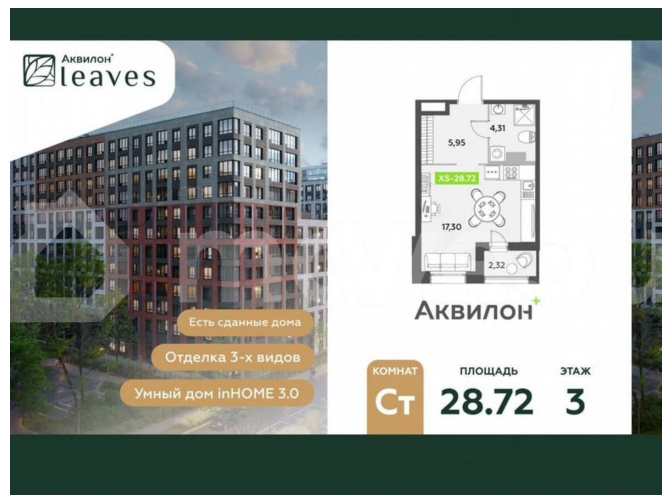 Аквилон+
leaves
Есть сданные дома
Отделка 3-х видов
Умный дом inHOME 3.0
5,95
4,31
XS-28.72
17,30
2,32
Аквилон+
КОМНАТ
Ст
ПЛОЩАДЬ
28.72
ЭТАЖ
3